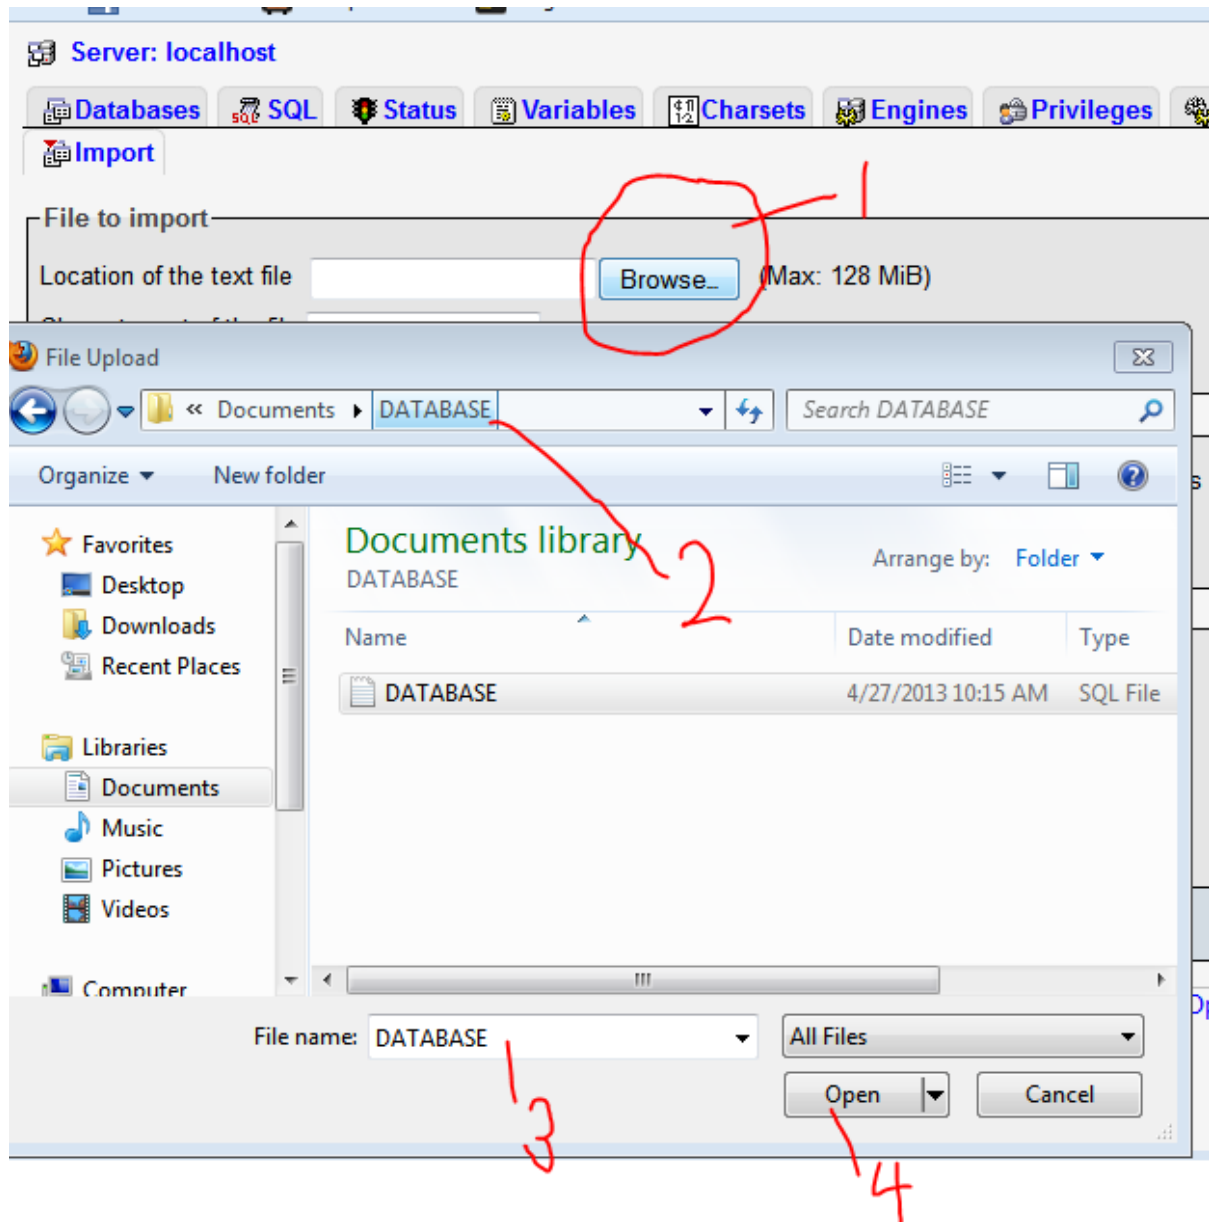 Server: localhost
Databases SQL Status Variables Charsets Engines Privileges
Import
1
File to import
Location of the text file Browse... (Max: 128 MiB)
File Upload
« Documents DATABASE Search DATABASE
Organize New folder
Favorites
Desktop
Downloads
Recent Places
Libraries
Documents
Music
Pictures
Videos
Computer
Documents library
DATABASE
Arrange by: Folder
2
Name Date modified Type
DATABASE 4/27/2013 10:15 AM SQL File
File name: DATABASE All Files
Open Cancel
3
4